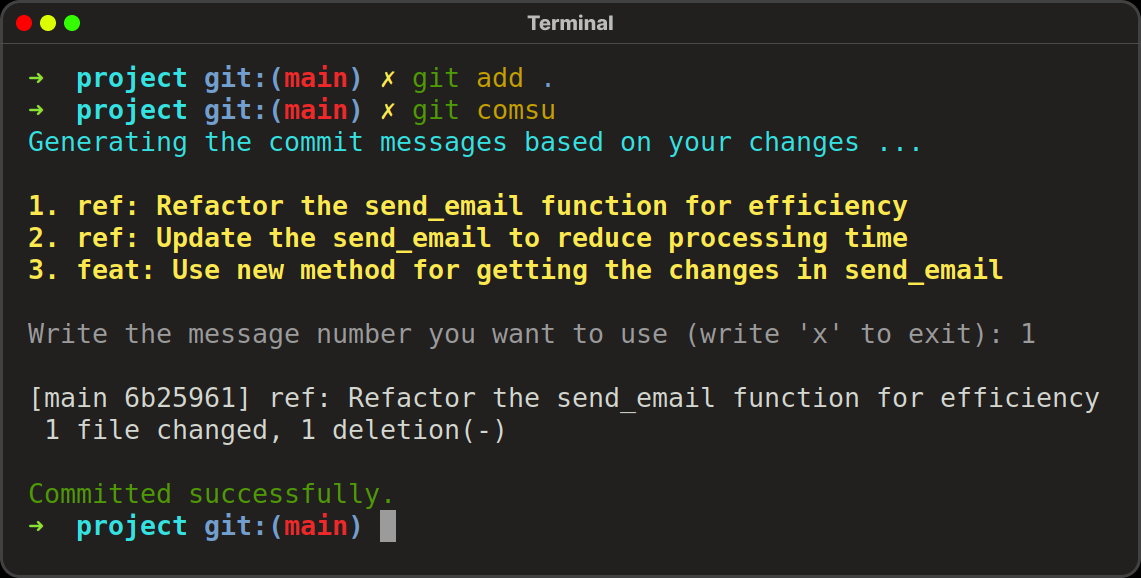 Terminal
➜  project git:(main) ✗ git add .
➜  project git:(main) ✗ git comsu
Generating the commit messages based on your changes ...
1. ref: Refactor the send_email function for efficiency
2. ref: Update the send_email to reduce processing time
3. feat: Use new method for getting the changes in send_email
Write the message number you want to use (write 'x' to exit): 1
[main 6b25961] ref: Refactor the send_email function for efficiency
 1 file changed, 1 deletion(-)
Committed successfully.
➜  project git:(main)